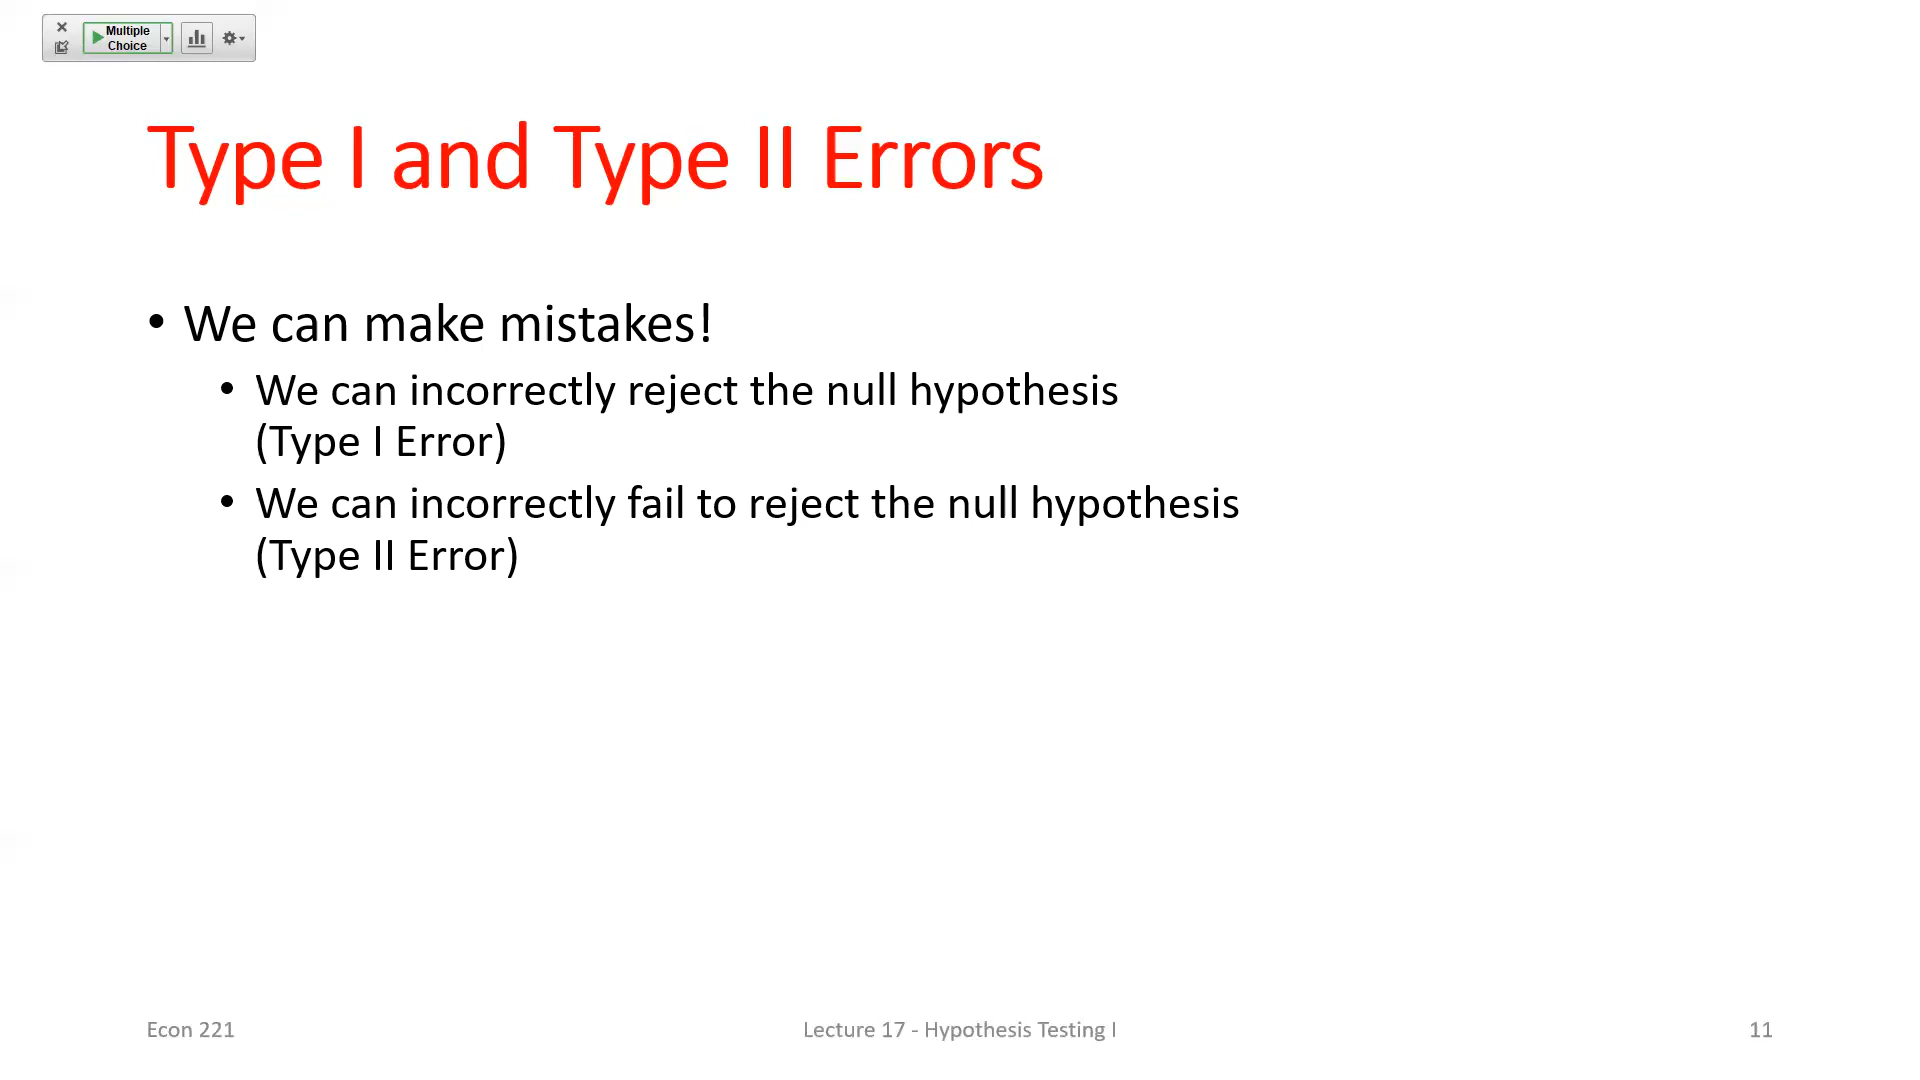 Multiple
Choice
Type I and Type II Errors
• We can make mistakes!
• We can incorrectly reject the null hypothesis
(Type I Error)
• We can incorrectly fail to reject the null hypothesis
(Type II Error)
Econ 221
Lecture 17 - Hypothesis Testing I
11